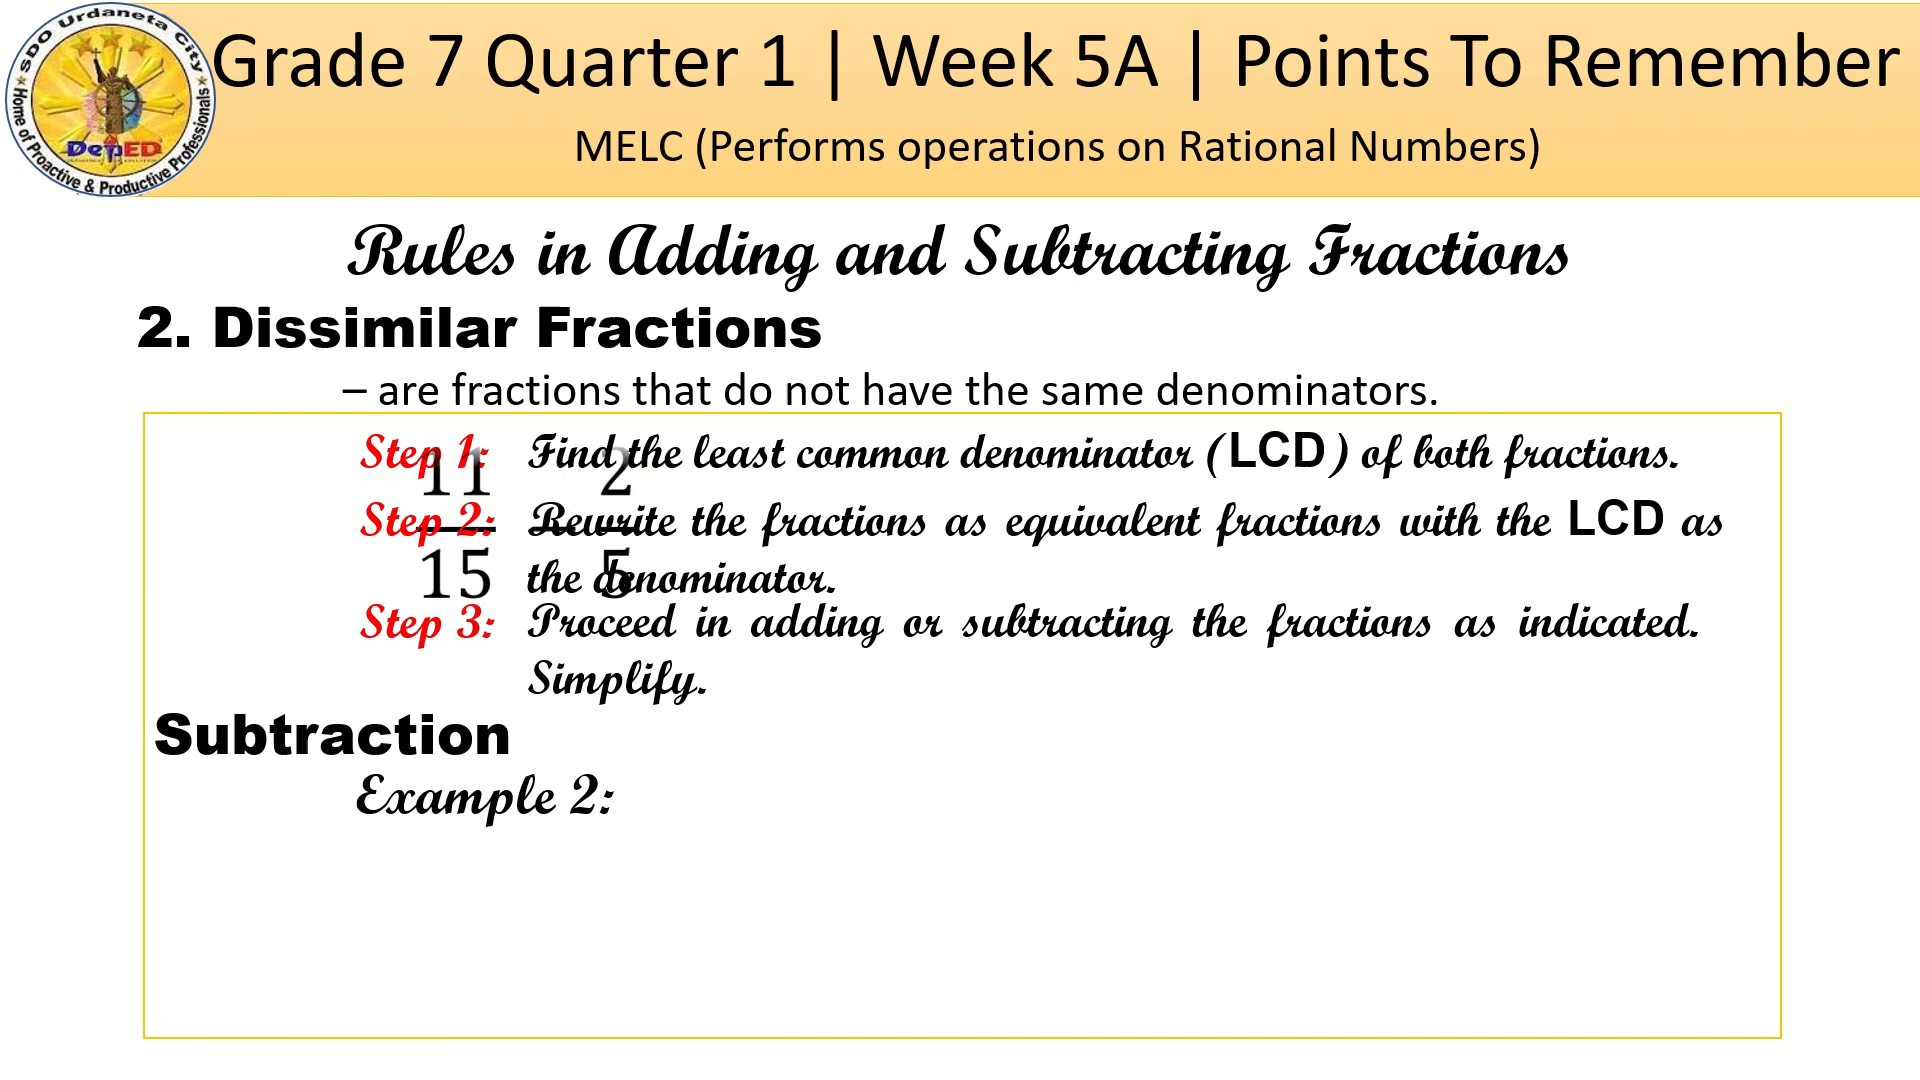 SDO Urdaneta City
Home of Proactive & Productive Professionals
DepED
Grade 7 Quarter 1 | Week 5A | Points To Remember
MELC (Performs operations on Rational Numbers)
Rules in Adding and Subtracting Fractions
2. Dissimilar Fractions
– are fractions that do not have the same denominators.
Step 1: Find the least common denominator (LCD) of both fractions.
Step 2: Rewrite the fractions as equivalent fractions with the LCD as
the denominator.
Step 3: Proceed in adding or subtracting the fractions as indicated.
Simplify.
11/15 − 2/5
Subtraction
Example 2: